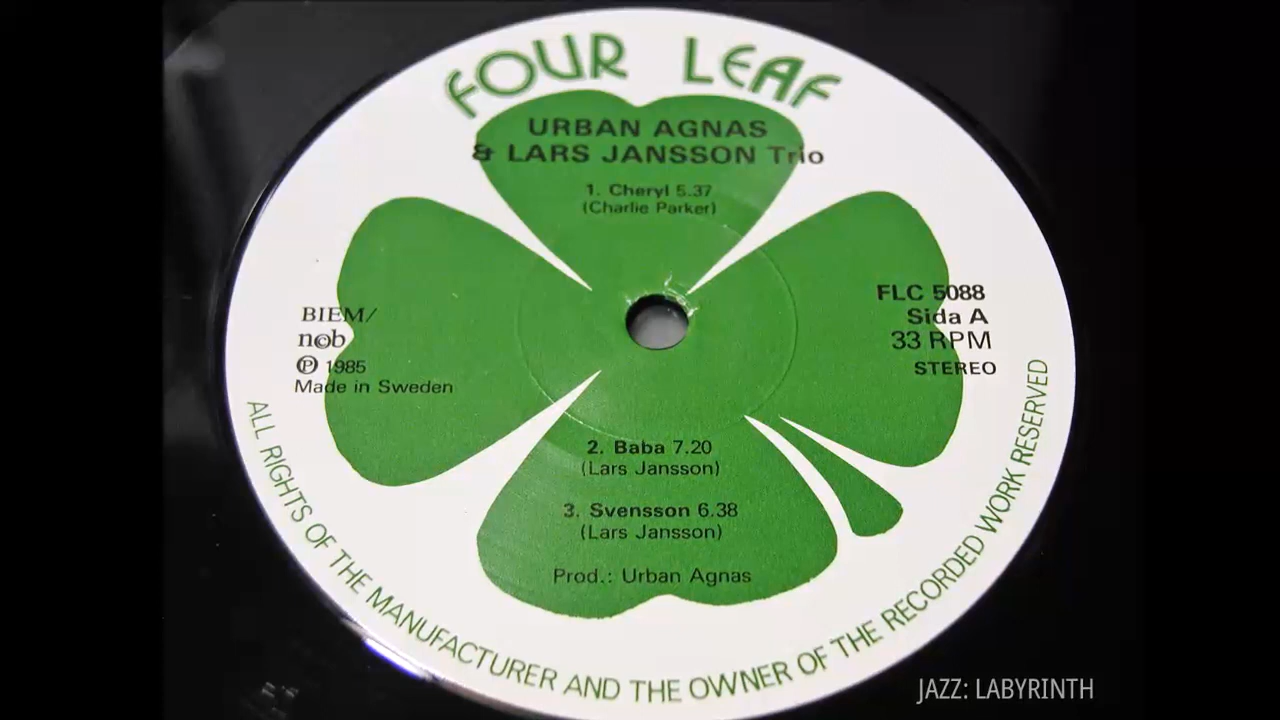 FOUR LEAF
URBAN AGNAS
& LARS JANSSON Trio
1. Cheryl 5.37
(Charlie Parker)
BIEM/
n©b
Ⓟ 1985
Made in Sweden
FLC 5088
Sida A
33 RPM
STEREO
2. Baba 7.20
(Lars Jansson)
3. Svensson 6.38
(Lars Jansson)
Prod.: Urban Agnas
ALL RIGHTS OF THE MANUFACTURER AND THE OWNER OF THE RECORDED WORK RESERVED
JAZZ: LABYRINTH